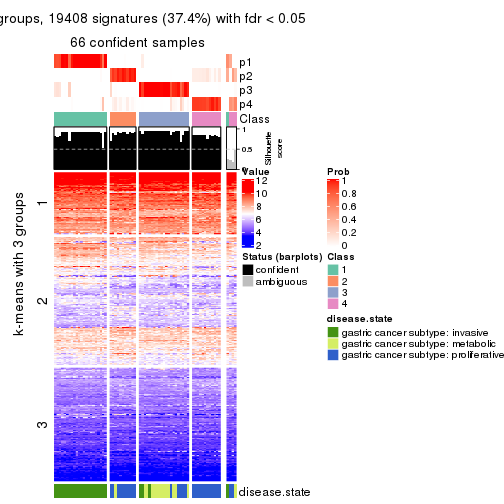 groups, 19408 signatures (37.4%) with fdr < 0.05
66 confident samples
p1
p2
p3
p4
Class
1
0.5
0
Silhouette
score
k-means with 3 groups
1
2
3
disease.state
Value
12
10
8
6
4
2
Prob
1
0.8
0.6
0.4
0.2
0
Status (barplots)
confident
ambiguous
Class
1
2
3
4
disease.state
gastric cancer subtype: invasive
gastric cancer subtype: metabolic
gastric cancer subtype: proliferative